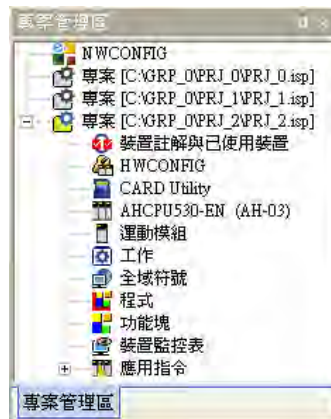 專案管理區
NWCONFIG
專案 [C:\GRP_0\PRJ_0\PRJ_0.isp]
專案 [C:\GRP_0\PRJ_1\PRJ_1.isp]
專案 [C:\GRP_0\PRJ_2\PRJ_2.isp]
裝置註解與已使用裝置
HWCONFIG
CARD Utility
AHCPU530-EN (AH-03)
運動模組
工作
全域符號
程式
功能塊
裝置監控表
應用指令
專案管理區